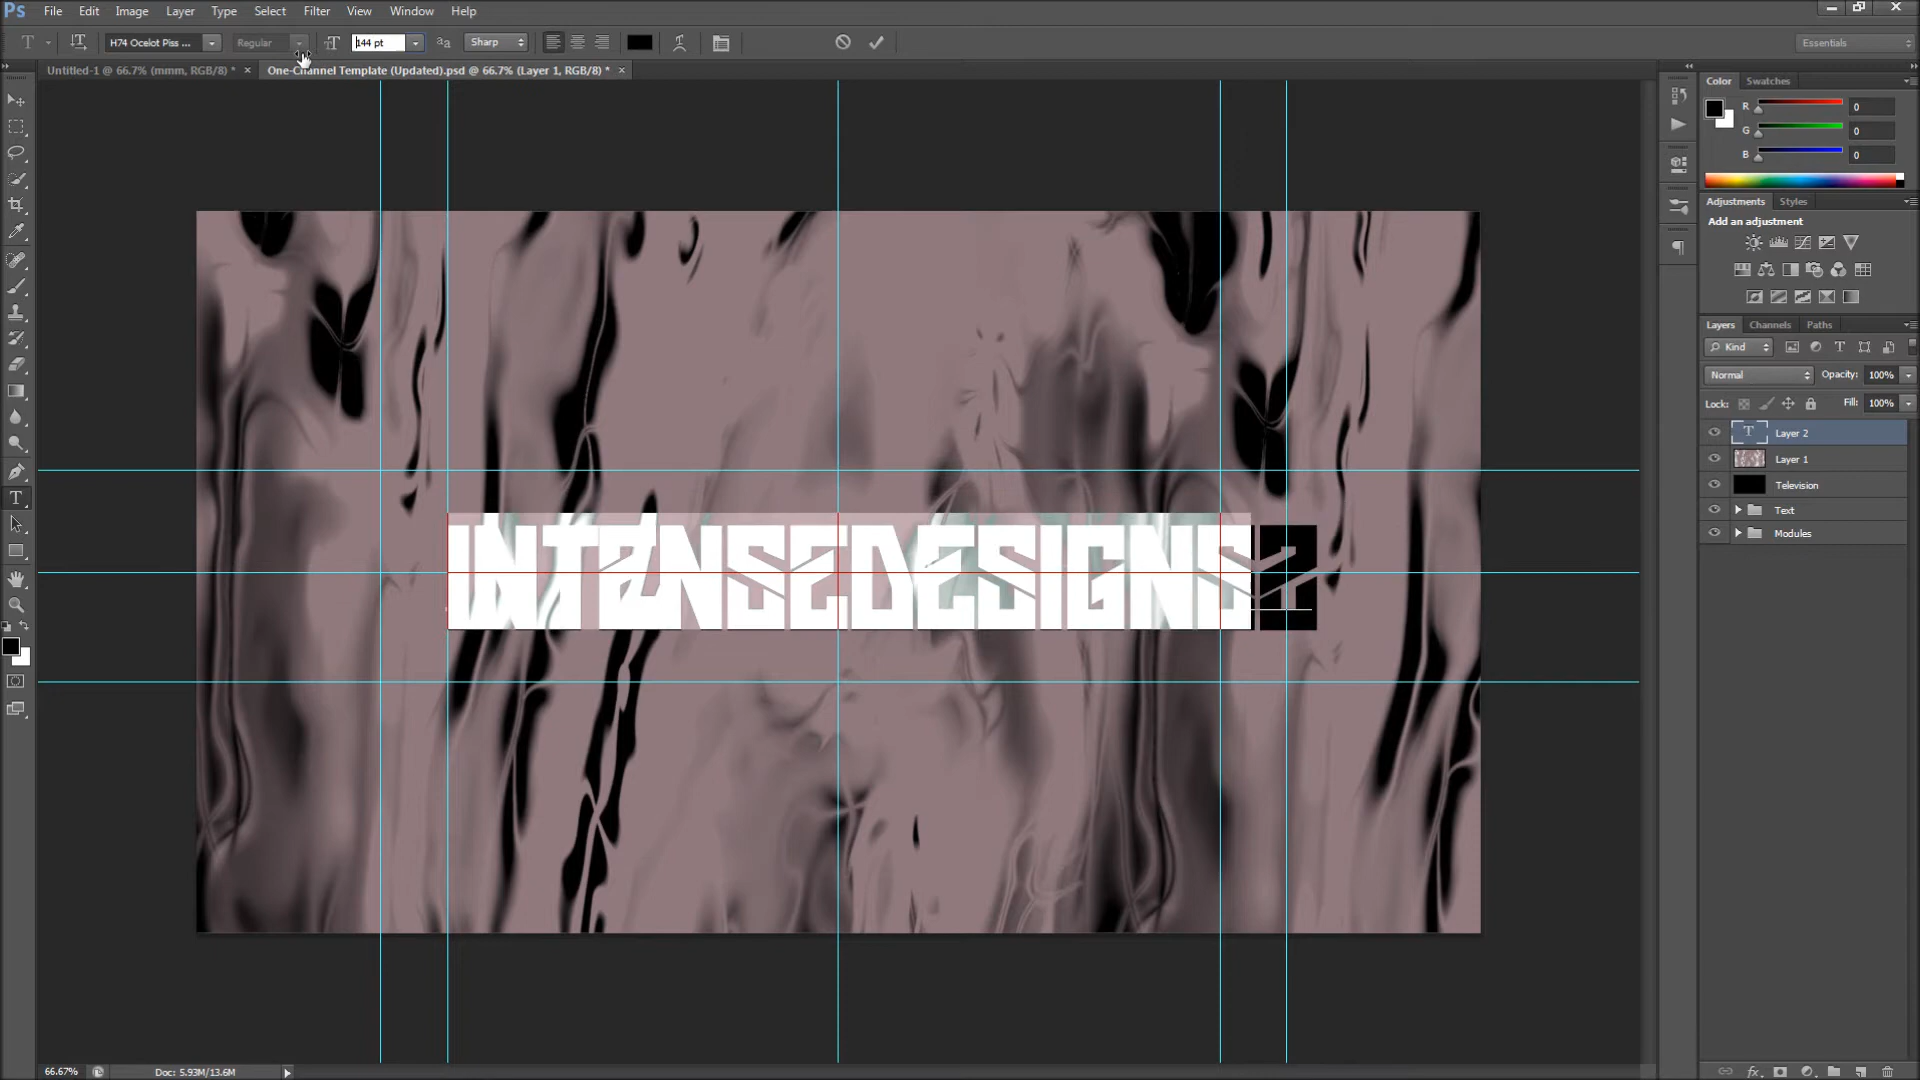 Ps File Edit Image Layer Type Select Filter View Window Help
T H74 Ocelot Piss ... Regular 144 pt aa Sharp Essentials
Untitled-1 @ 66.7% (mmm, RGB/8) * × One-Channel Template (Updated).psd @ 66.7% (Layer 1, RGB/8) * ×
Color Swatches
R 0
G 0
B 0
Adjustments Styles
Add an adjustment
Layers Channels Paths
Kind
Normal Opacity: 100%
Lock: Fill: 100%
T Layer 2
Layer 1
Television
Text
Modules
INTENSEDESIGNS
66.67% Doc: 5.93M/13.6M